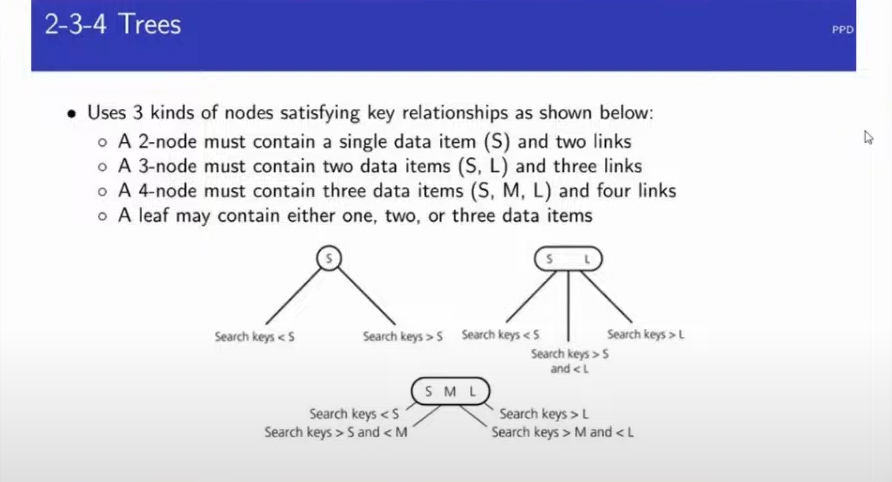 2-3-4 Trees
PPD
• Uses 3 kinds of nodes satisfying key relationships as shown below:
○ A 2-node must contain a single data item (S) and two links
○ A 3-node must contain two data items (S, L) and three links
○ A 4-node must contain three data items (S, M, L) and four links
○ A leaf may contain either one, two, or three data items
S
S L
Search keys < S
Search keys > S
Search keys < S
Search keys > L
Search keys > S
and < L
S M L
Search keys < S
Search keys > L
Search keys > S and < M
Search keys > M and < L